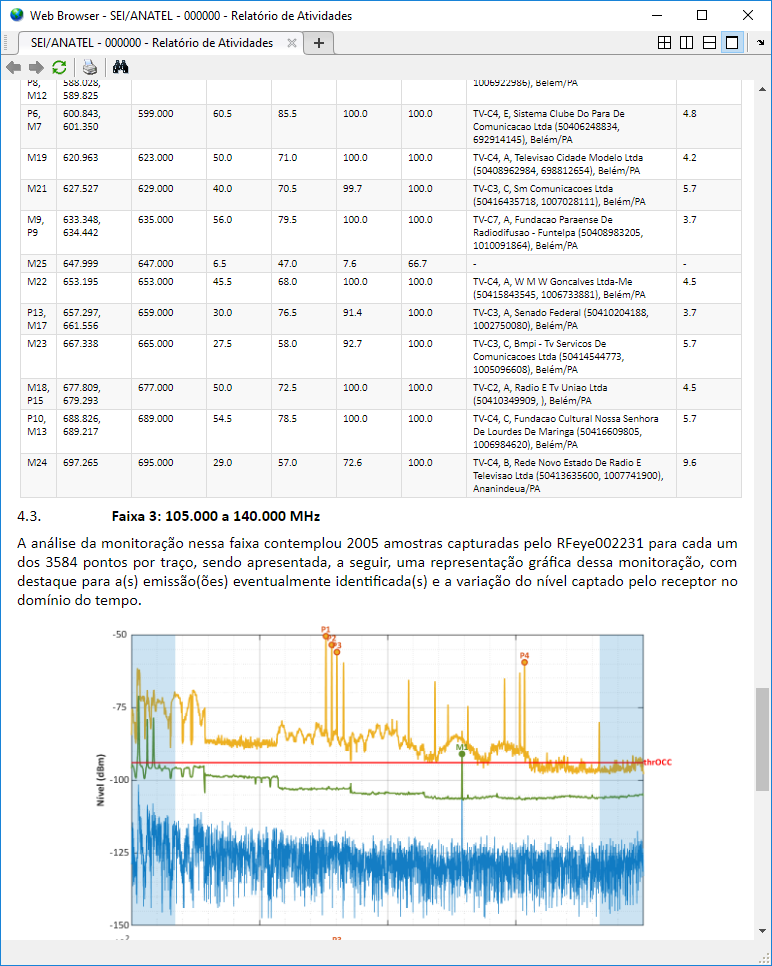 Web Browser - SEI/ANATEL - 000000 - Relatório de Atividades
SEI/ANATEL - 000000 - Relatório de Atividades
P8, 588.028, 1006922986), Belém/PA
M12 589.825
P6, 600.843, 599.000 60.5 85.5 100.0 100.0 TV-C4, E, Sistema Clube Do Para De 4.8
M7 601.350 Comunicacao Ltda (50406248834,
692914145), Belém/PA
M19 620.963 623.000 50.0 71.0 100.0 100.0 TV-C4, A, Televisao Cidade Modelo Ltda 4.2
(50408962984, 698812654), Belém/PA
M21 627.527 629.000 40.0 70.5 99.7 100.0 TV-C3, C, Sm Comunicacoes Ltda 5.7
(50416435718, 1007028111), Belém/PA
M9, 633.348, 635.000 56.0 79.5 100.0 100.0 TV-C7, A, Fundacao Paraense De 3.7
P9 634.442 Radiodifusao - Funtelpa (50408983205,
1010091864), Belém/PA
M25 647.999 647.000 6.5 47.0 7.6 66.7 - -
M22 653.195 653.000 45.5 68.0 100.0 100.0 TV-C4, A, W M W Goncalves Ltda-Me 4.5
(50415843545, 1006733881), Belém/PA
P13, 657.297, 659.000 30.0 76.5 91.4 100.0 TV-C3, A, Senado Federal (50410204188, 3.7
M17 661.556 1002750080), Belém/PA
M23 667.338 665.000 27.5 58.0 92.7 100.0 TV-C3, C, Bmpi - Tv Servicos De 5.7
Comunicacoes Ltda (50414544773,
1005096608), Belém/PA
M18, 677.809, 677.000 50.0 72.5 100.0 100.0 TV-C2, A, Radio E Tv Uniao Ltda 4.5
P15 679.293 (50410349909, ), Belém/PA
P10, 688.826, 689.000 54.5 78.5 100.0 100.0 TV-C4, C, Fundacao Cultural Nossa Senhora 5.7
M13 689.217 De Lourdes De Maringa (50416609805,
1006984620), Belém/PA
M24 697.265 695.000 29.0 57.0 72.6 100.0 TV-C4, B, Rede Novo Estado De Radio E 9.6
Televisao Ltda (50413635600, 1007741900),
Ananindeua/PA
4.3. Faixa 3: 105.000 a 140.000 MHz
A análise da monitoração nessa faixa contemplou 2005 amostras capturadas pelo RFeye002231 para cada um
dos 3584 pontos por traço, sendo apresentada, a seguir, uma representação gráfica dessa monitoração, com
destaque para a(s) emissão(ões) eventualmente identificada(s) e a variação do nível captado pelo receptor no
domínio do tempo.
-50
P1
P2
P3
P4
-75
M1
thrOCC
Nível (dBm)
-100
-125
-150